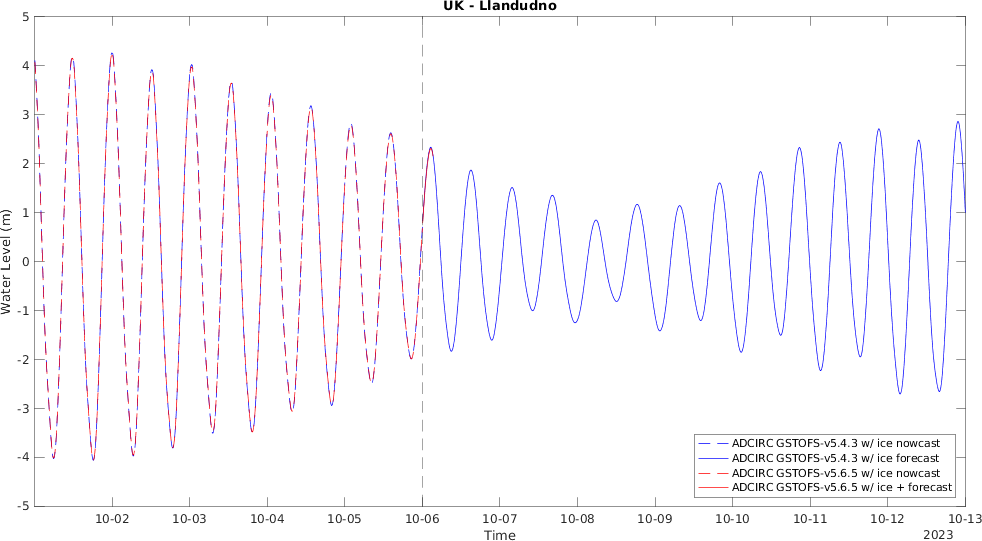 UK - Llandudno
5
4
3
2
1
0
-1
-2
-3
-4
-5
Water Level (m)
ADCIRC GSTOFS-v5.4.3 w/ ice nowcast
ADCIRC GSTOFS-v5.4.3 w/ ice forecast
ADCIRC GSTOFS-v5.6.5 w/ ice nowcast
ADCIRC GSTOFS-v5.6.5 w/ ice + forecast
10-02 10-03 10-04 10-05 10-06 10-07 10-08 10-09 10-10 10-11 10-12 10-13
Time
2023